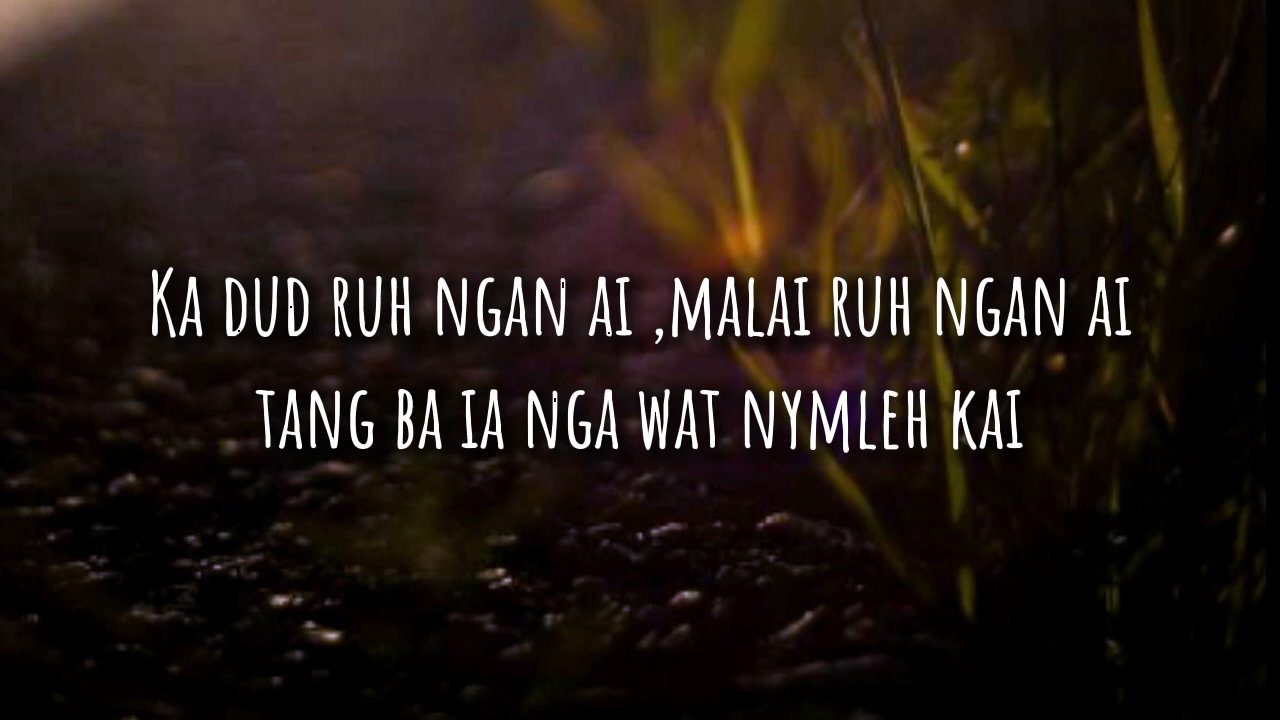 Ka dud ruh ngan ai ,malai ruh ngan ai
tang ba ia nga wat nymleh kai